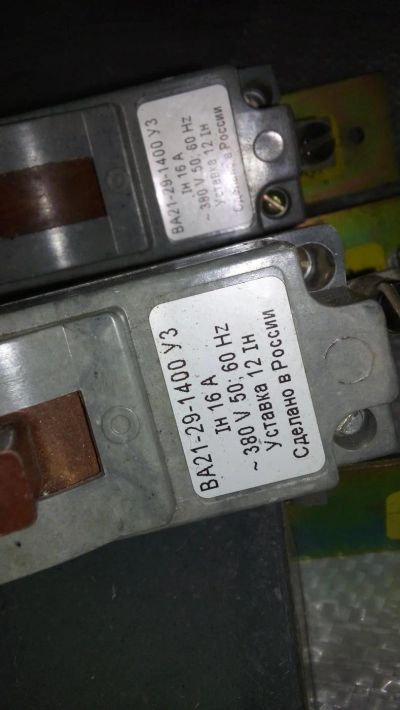 ВА21-29-1400 У3
Iн 16 А
~ 380 V 50; 60 Hz
Уставка 12 Iн
Сделано в России
ВА21-29-1400 У3
Iн 16 А
~ 380 V 50; 60 Hz
Уставка 12 Iн
Сделано в России